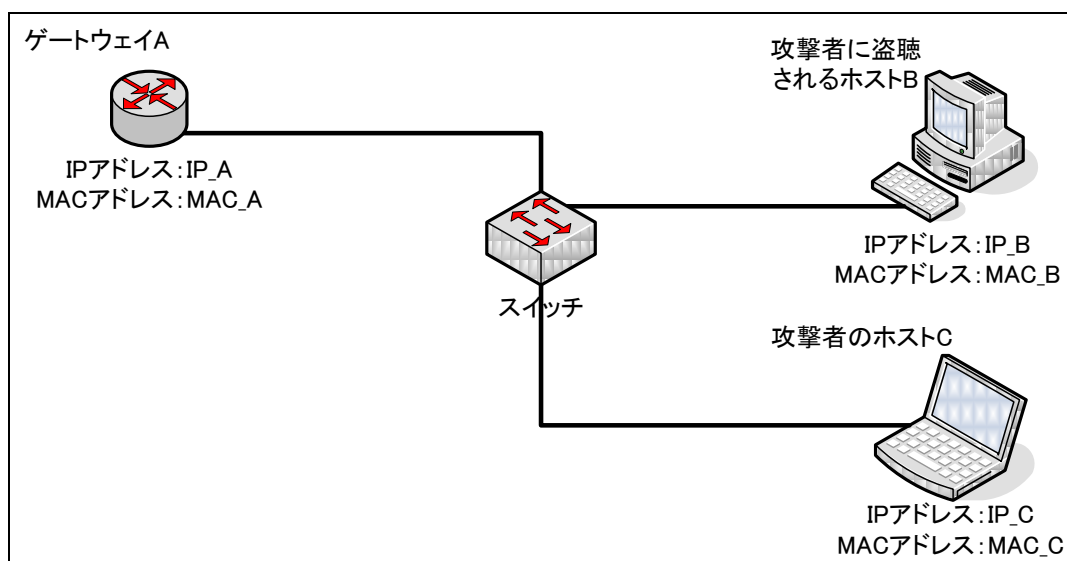 ゲートウェイA
IPアドレス:IP_A
MACアドレス:MAC_A
攻撃者に盗聴
されるホストB
IPアドレス:IP_B
MACアドレス:MAC_B
スイッチ
攻撃者のホストC
IPアドレス:IP_C
MACアドレス:MAC_C